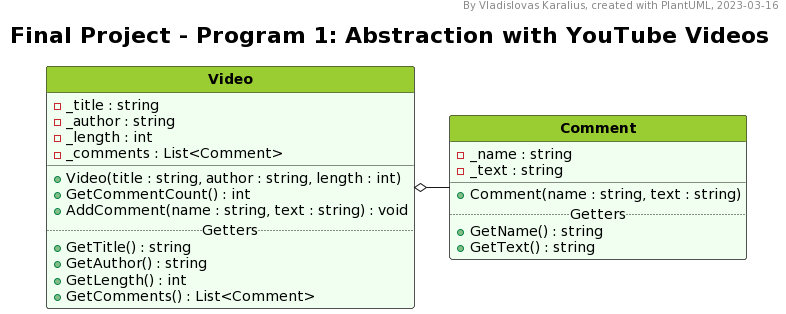 By Vladislovas Karalius, created with PlantUML, 2023-03-16
Final Project - Program 1: Abstraction with YouTube Videos
Video
_title : string
_author : string
_length : int
_comments : List<Comment>
Video(title : string, author : string, length : int)
GetCommentCount() : int
AddComment(name : string, text : string) : void
Getters
GetTitle() : string
GetAuthor() : string
GetLength() : int
GetComments() : List<Comment>
Comment
_name : string
_text : string
Comment(name : string, text : string)
Getters
GetName() : string
GetText() : string